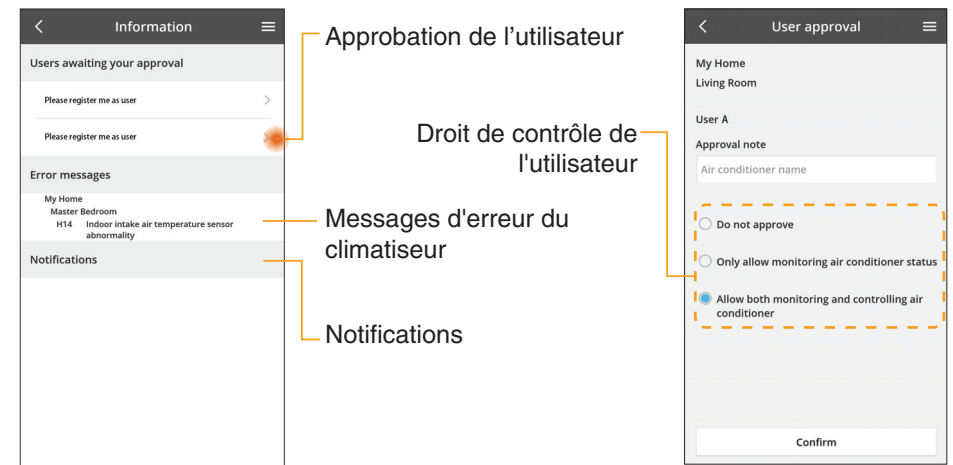 Information
Users awaiting your approval
Please register me as user
Please register me as user
Error messages
My Home
Master Bedroom
H14 Indoor intake air temperature sensor
abnormality
Notifications
Approbation de l’utilisateur
Droit de contrôle de
l'utilisateur
Messages d'erreur du
climatiseur
Notifications
User approval
My Home
Living Room
User A
Approval note
Air conditioner name
Do not approve
Only allow monitoring air conditioner status
Allow both monitoring and controlling air
conditioner
Confirm